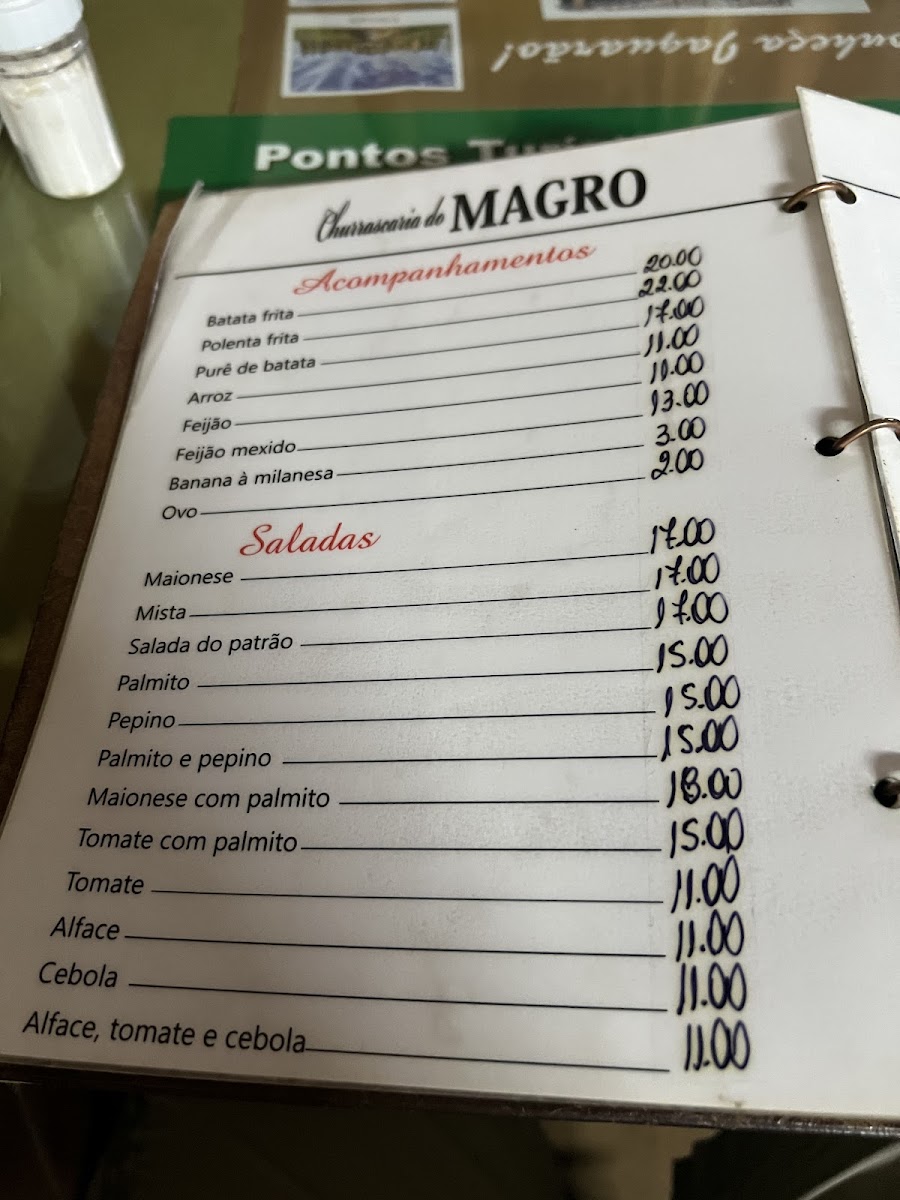 onheça Jaguarão!
Pontos
Churrascaria do MAGRO
Acompanhamentos
Batata frita 20.00
Polenta frita 22.00
Purê de batata 17.00
Arroz 11.00
Feijão 11.00
Feijão mexido 13.00
Banana à milanesa 3.00
Ovo 2.00
Saladas
Maionese 17.00
Mista 17.00
Salada do patrão 17.00
Palmito 15.00
Pepino 15.00
Palmito e pepino 15.00
Maionese com palmito 18.00
Tomate com palmito 15.00
Tomate 11.00
Alface 11.00
Cebola 11.00
Alface, tomate e cebola 11.00